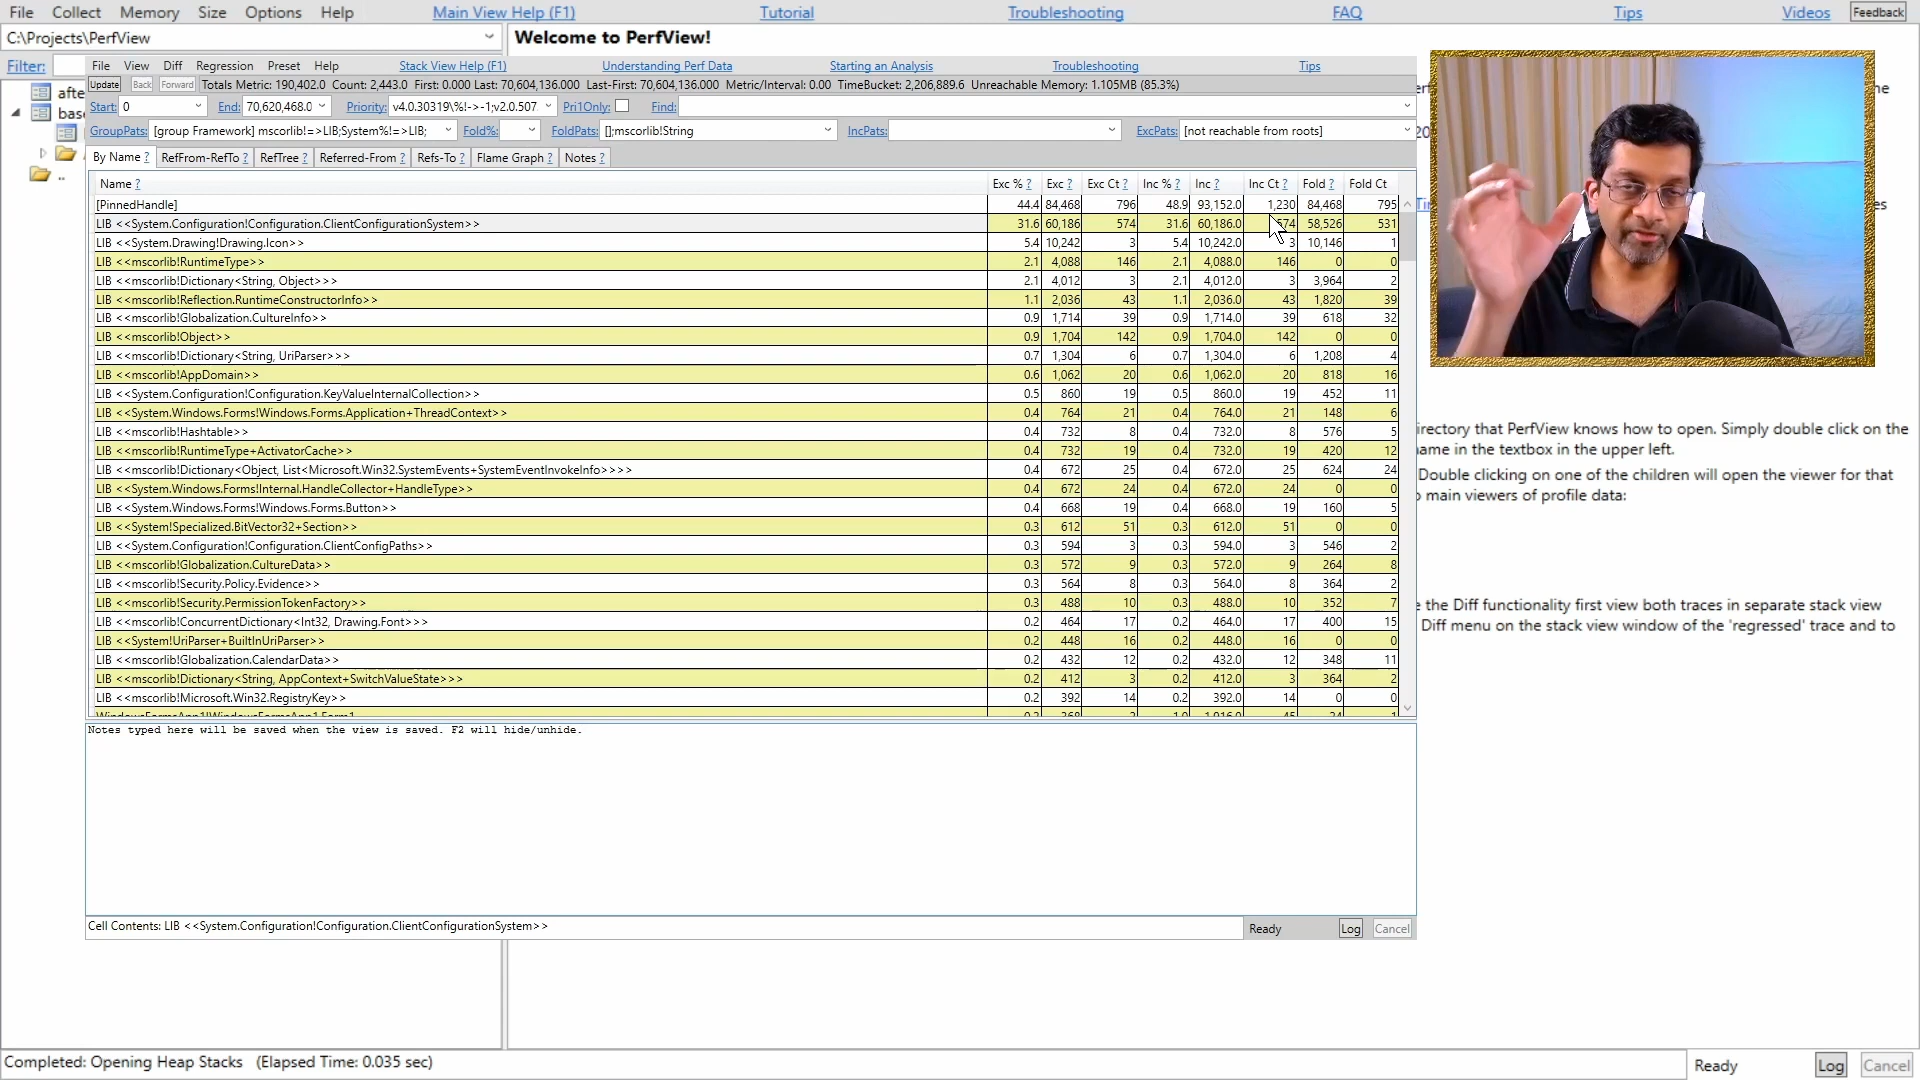 File Collect Memory Size Options Help Main View Help (F1) Tutorial Troubleshooting FAQ Tips Videos Feedback
C:\Projects\PerfView
Welcome to PerfView!
Filter:
File View Diff Regression Preset Help Stack View Help (F1) Understanding Perf Data Starting an Analysis Troubleshooting Tips
Update Back Forward Totals Metric: 190,402.0 Count: 2,443.0 First: 0.000 Last: 70,604,136.000 Last-First: 70,604,136.000 Metric/Interval: 0.00 TimeBucket: 2,206,889.6 Unreachable Memory: 1.105MB (85.3%)
Start: 0 End: 70,620,468.0 Priority: v4.0.30319\%!->-1;v2.0.507 Pri1Only: Find:
GroupPats: [group Framework] mscorlib!=>LIB;System%!=>LIB; Fold%: FoldPats: [];mscorlib!String IncPats: ExcPats: [not reachable from roots]
By Name ? RefFrom-RefTo ? RefTree ? Referred-From ? Refs-To ? Flame Graph ? Notes ?
Name ? Exc % ? Exc ? Exc Ct ? Inc % ? Inc ? Inc Ct ? Fold ? Fold Ct
[PinnedHandle] 44.4 84,468 796 48.9 93,152.0 1,230 84,468 795
LIB <<System.Configuration!Configuration.ClientConfigurationSystem>> 31.6 60,186 574 31.6 60,186.0 574 58,526 531
LIB <<System.Drawing!Drawing.Icon>> 5.4 10,242 3 5.4 10,242.0 3 10,146 1
LIB <<mscorlib!RuntimeType>> 2.1 4,088 146 2.1 4,088.0 146 0 0
LIB <<mscorlib!Dictionary<String, Object>>> 2.1 4,012 3 2.1 4,012.0 3 3,964 2
LIB <<mscorlib!Reflection.RuntimeConstructorInfo>> 1.1 2,036 43 1.1 2,036.0 43 1,820 39
LIB <<mscorlib!Globalization.CultureInfo>> 0.9 1,714 39 0.9 1,714.0 39 618 32
LIB <<mscorlib!Object>> 0.9 1,704 142 0.9 1,704.0 142 0 0
LIB <<mscorlib!Dictionary<String, UriParser>>> 0.7 1,304 6 0.7 1,304.0 6 1,208 4
LIB <<mscorlib!AppDomain>> 0.6 1,062 20 0.6 1,062.0 20 818 16
LIB <<System.Configuration!Configuration.KeyValueInternalCollection>> 0.5 860 19 0.5 860.0 19 452 11
LIB <<System.Windows.Forms!Windows.Forms.Application+ThreadContext>> 0.4 764 21 0.4 764.0 21 148 6
LIB <<mscorlib!Hashtable>> 0.4 732 8 0.4 732.0 8 576 5
LIB <<mscorlib!RuntimeType+ActivatorCache>> 0.4 732 19 0.4 732.0 19 420 12
LIB <<mscorlib!Dictionary<Object, List<Microsoft.Win32.SystemEvents+SystemEventInvokeInfo>>>> 0.4 672 25 0.4 672.0 25 624 24
LIB <<System.Windows.Forms!Internal.HandleCollector+HandleType>> 0.4 672 24 0.4 672.0 24 0 0
LIB <<System.Windows.Forms!Windows.Forms.Button>> 0.4 668 19 0.4 668.0 19 160 5
LIB <<System!Specialized.BitVector32+Section>> 0.3 612 51 0.3 612.0 51 0 0
LIB <<System.Configuration!Configuration.ClientConfigPaths>> 0.3 594 3 0.3 594.0 3 546 2
LIB <<mscorlib!Globalization.CultureData>> 0.3 572 9 0.3 572.0 9 264 8
LIB <<mscorlib!Security.Policy.Evidence>> 0.3 564 8 0.3 564.0 8 364 2
LIB <<mscorlib!Security.PermissionTokenFactory>> 0.3 488 10 0.3 488.0 10 352 7
LIB <<mscorlib!ConcurrentDictionary<Int32, Drawing.Font>>> 0.2 464 17 0.2 464.0 17 400 15
LIB <<System!UriParser+BuiltInUriParser>> 0.2 448 16 0.2 448.0 16 0 0
LIB <<mscorlib!Globalization.CalendarData>> 0.2 432 12 0.2 432.0 12 348 11
LIB <<mscorlib!Dictionary<String, AppContext+SwitchValueState>>> 0.2 412 3 0.2 412.0 3 364 2
LIB <<mscorlib!Microsoft.Win32.RegistryKey>> 0.2 392 14 0.2 392.0 14 0 0
Notes typed here will be saved when the view is saved. F2 will hide/unhide.
Cell Contents: LIB <<System.Configuration!Configuration.ClientConfigurationSystem>> Ready Log Cancel
afte
base
..
irectory that PerfView knows how to open. Simply double click on the
ame in the textbox in the upper left.
Double clicking on one of the children will open the viewer for that
o main viewers of profile data:
e the Diff functionality first view both traces in separate stack view
Diff menu on the stack view window of the 'regressed' trace and to
Completed: Opening Heap Stacks (Elapsed Time: 0.035 sec) Ready Log Cancel